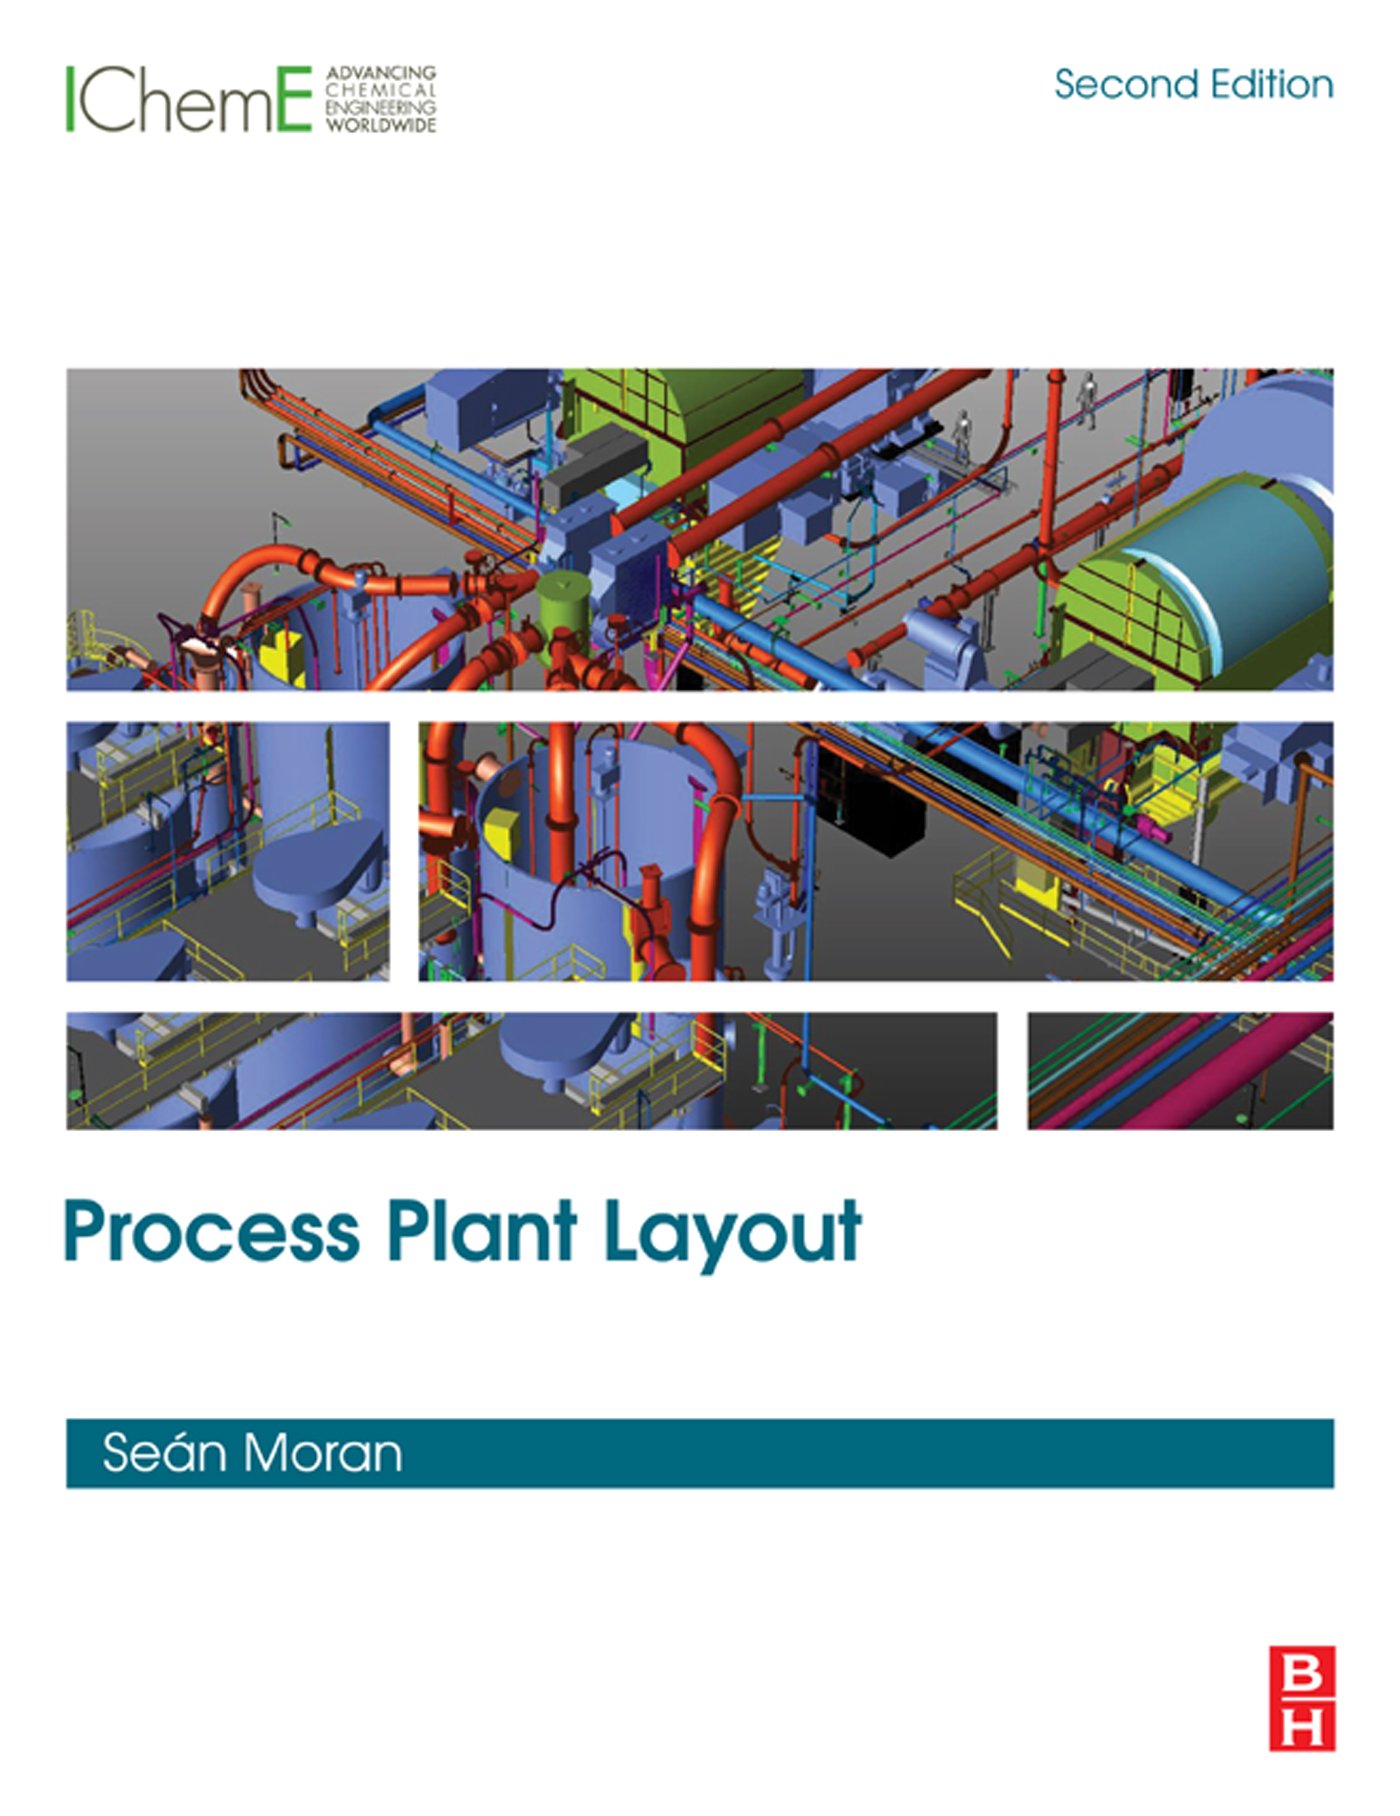 IChemE
ADVANCING
CHEMICAL
ENGINEERING
WORLDWIDE
Second Edition
Process Plant Layout
Seán Moran
B
H